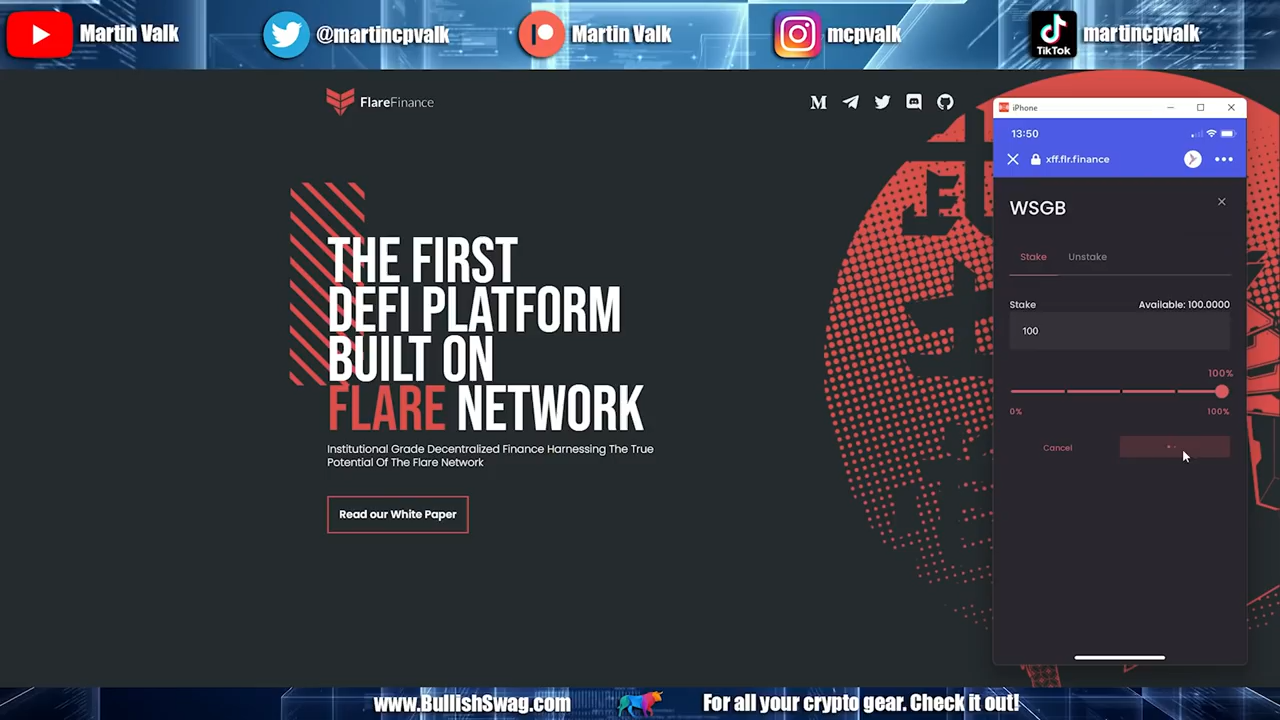 Martin Valk
@martincpvalk
Martin Valk
mcpvalk
TikTok
martincpvalk
FlareFinance
M
THE FIRST
DEFI PLATFORM
BUILT ON
FLARE NETWORK
Institutional Grade Decentralized Finance Harnessing The True
Potential Of The Flare Network
Read our White Paper
iPhone
13:50
xff.flr.finance
WSGB
Stake
Unstake
Stake
Available: 100.0000
100
100%
0%
100%
Cancel
www.BullishSwag.com
For all your crypto gear. Check it out!